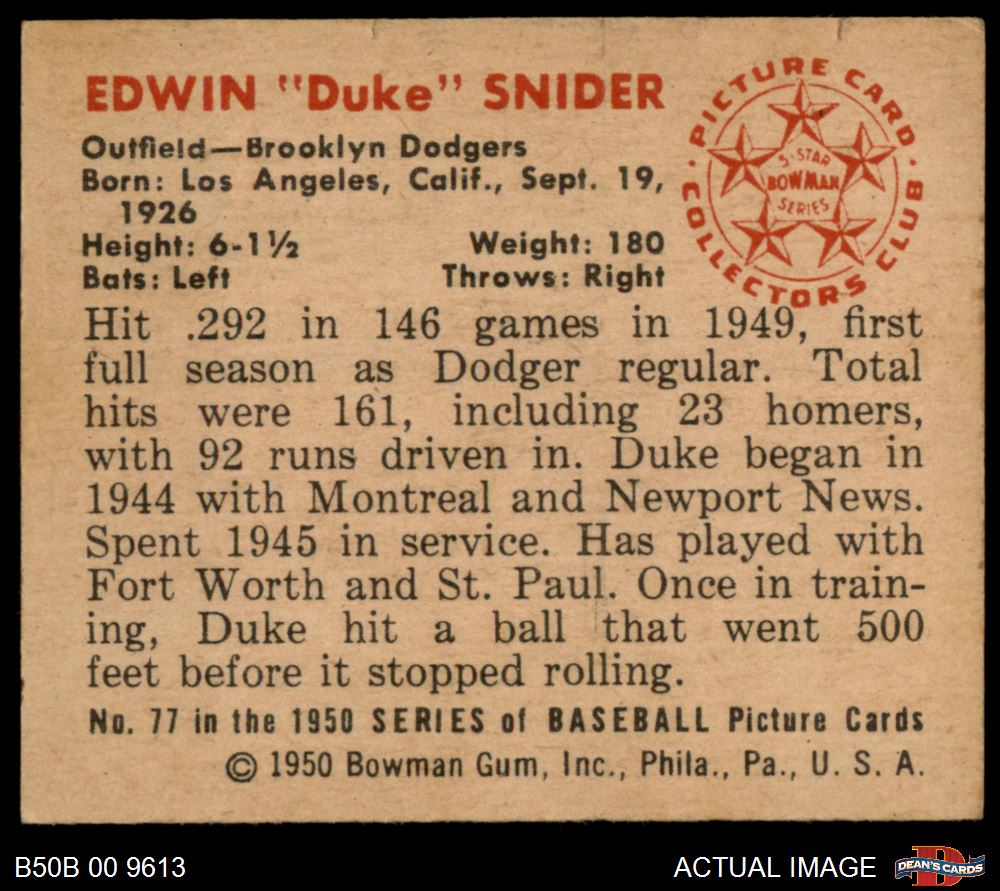 EDWIN "Duke" SNIDER
Outfield—Brooklyn Dodgers
Born: Los Angeles, Calif., Sept. 19,
1926
Height: 6-1½ Weight: 180
Bats: Left Throws: Right
PICTURE CARD
COLLECTORS CLUB
5-STAR
BOWMAN
SERIES
Hit .292 in 146 games in 1949, first
full season as Dodger regular. Total
hits were 161, including 23 homers,
with 92 runs driven in. Duke began in
1944 with Montreal and Newport News.
Spent 1945 in service. Has played with
Fort Worth and St. Paul. Once in train-
ing, Duke hit a ball that went 500
feet before it stopped rolling.
No. 77 in the 1950 SERIES of BASEBALL Picture Cards
© 1950 Bowman Gum, Inc., Phila., Pa., U. S. A.
B50B 00 9613 ACTUAL IMAGE
D
DEAN'S CARDS